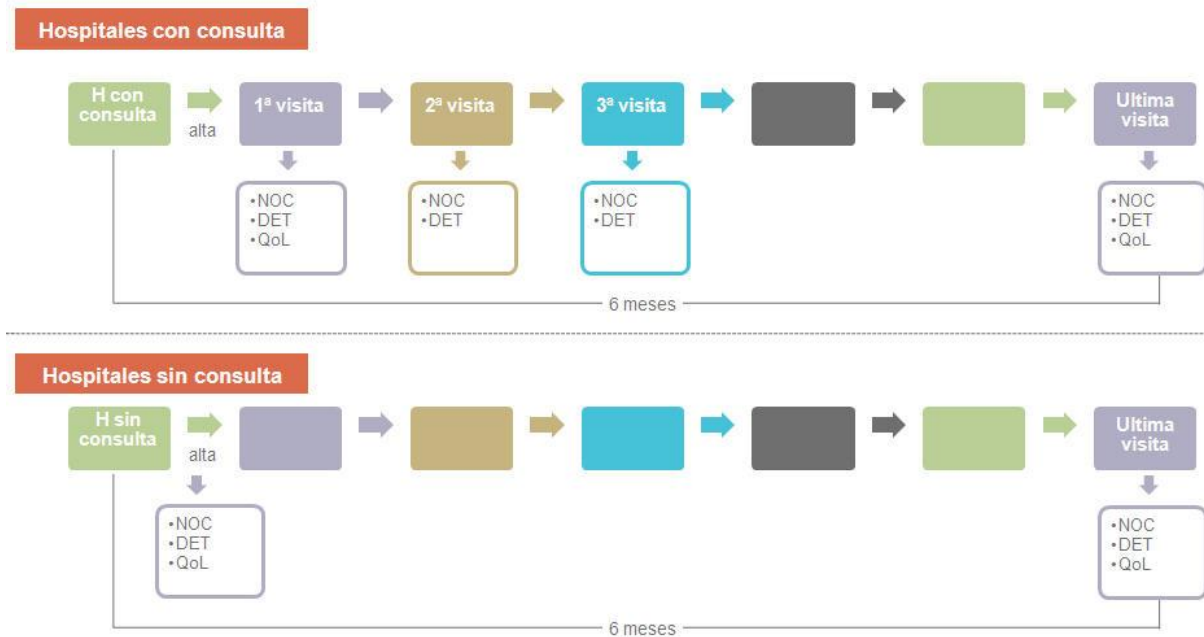 Hospitales con consulta
H con
consulta
alta
1ª visita
2ª visita
3ª visita
Ultima
visita
•NOC
•DET
•QoL
•NOC
•DET
•NOC
•DET
•NOC
•DET
•QoL
6 meses
Hospitales sin consulta
H sin
consulta
alta
Ultima
visita
•NOC
•DET
•QoL
•NOC
•DET
•QoL
6 meses